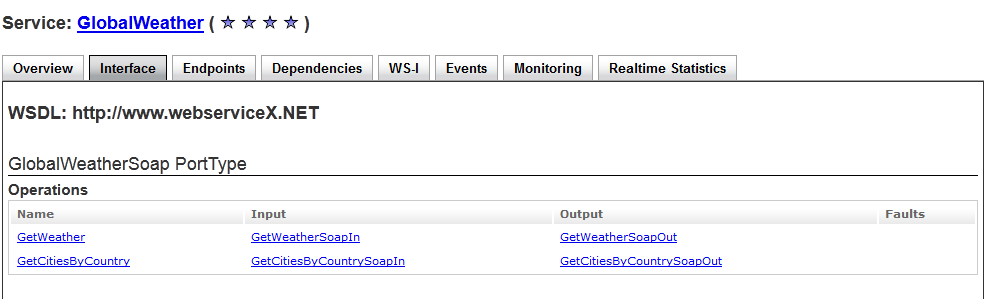 Service: GlobalWeather ( ★ ★ ★ ★ )
Overview Interface Endpoints Dependencies WS-I Events Monitoring Realtime Statistics
WSDL: http://www.webserviceX.NET
GlobalWeatherSoap PortType
Operations
Name Input Output Faults
GetWeather GetWeatherSoapIn GetWeatherSoapOut
GetCitiesByCountry GetCitiesByCountrySoapIn GetCitiesByCountrySoapOut